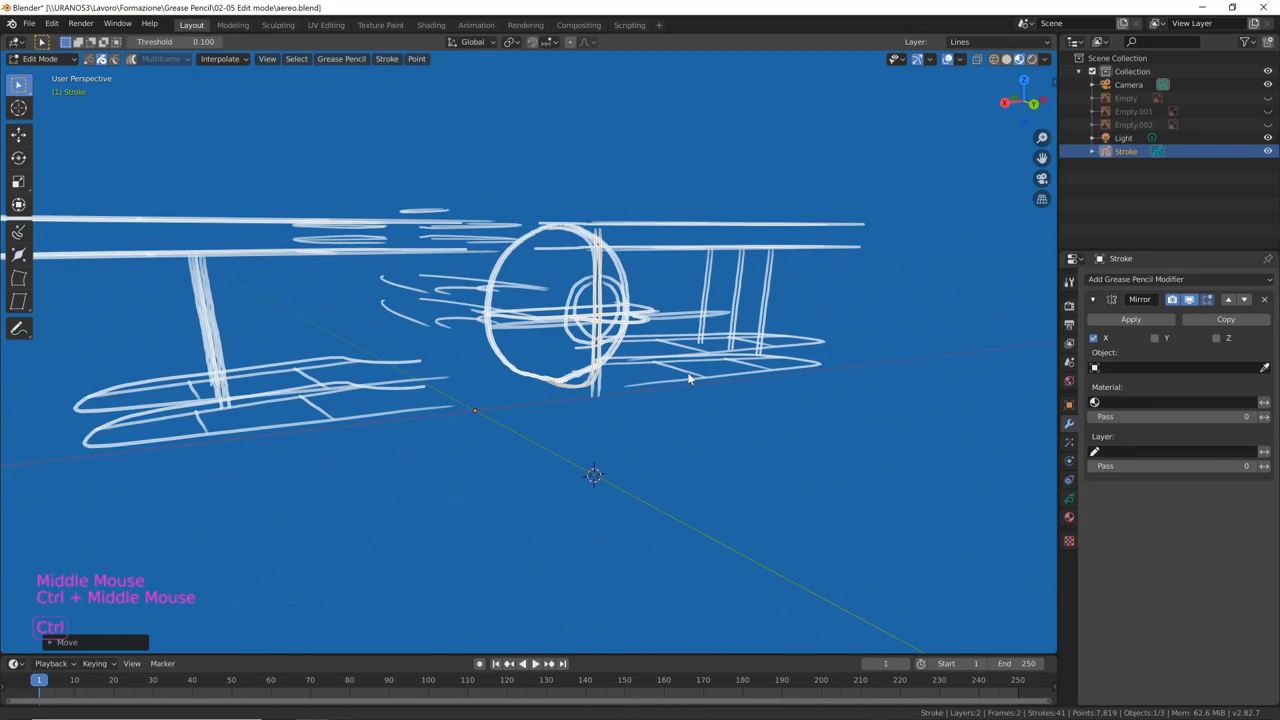 Blender* [\\URANOS3\Lavoro\Formazione\Grease Pencil\02-05 Edit mode\aereo.blend]
File Edit Render Window Help Layout Modeling Sculpting UV Editing Texture Paint Shading Animation Rendering Compositing Scripting Scene View Layer
Threshold 0.100 Global Layer: Lines
Edit Mode Multiframe Interpolate View Select Grease Pencil Stroke Point
User Perspective
(1) Stroke
Z
X
Y
Scene Collection
Collection
Camera
Empty
Empty.001
Empty.002
Light
Stroke
Stroke
Add Grease Pencil Modifier
Mirror
Apply Copy
X Y Z
Object:
Material:
Pass 0
Layer:
Pass 0
Middle Mouse
Ctrl + Middle Mouse
Ctrl
Move
Playback Keying View Marker 1 Start 1 End 250
1 10 20 30 40 50 60 70 80 90 100 110 120 130 140 150 160 170 180 190 200 210 220 230 240 250
Stroke | Layers:2 | Frames:2 | Strokes:41 | Points:7,819 | Objects:1/3 | Mem: 62.6 MiB | v2.82.7